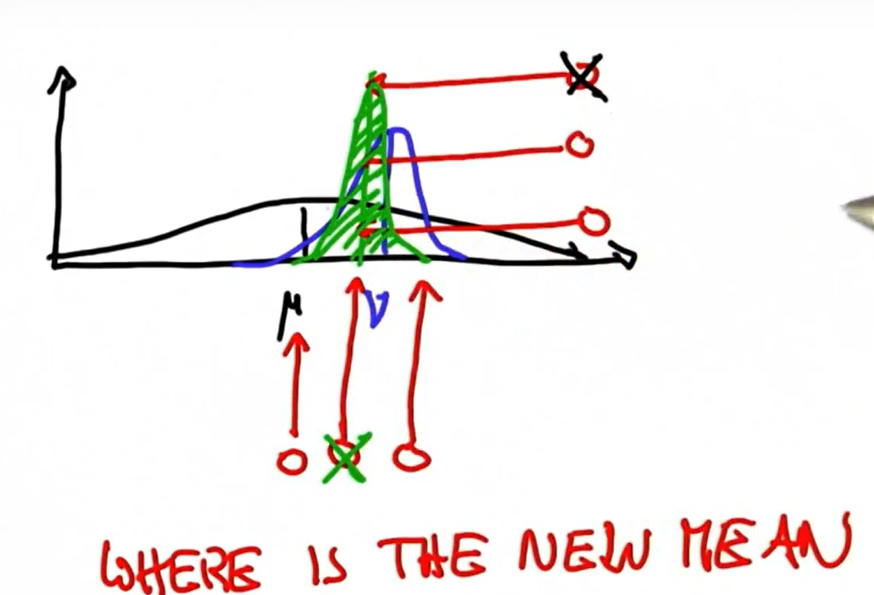 μ ν
WHERE IS THE NEW MEAN